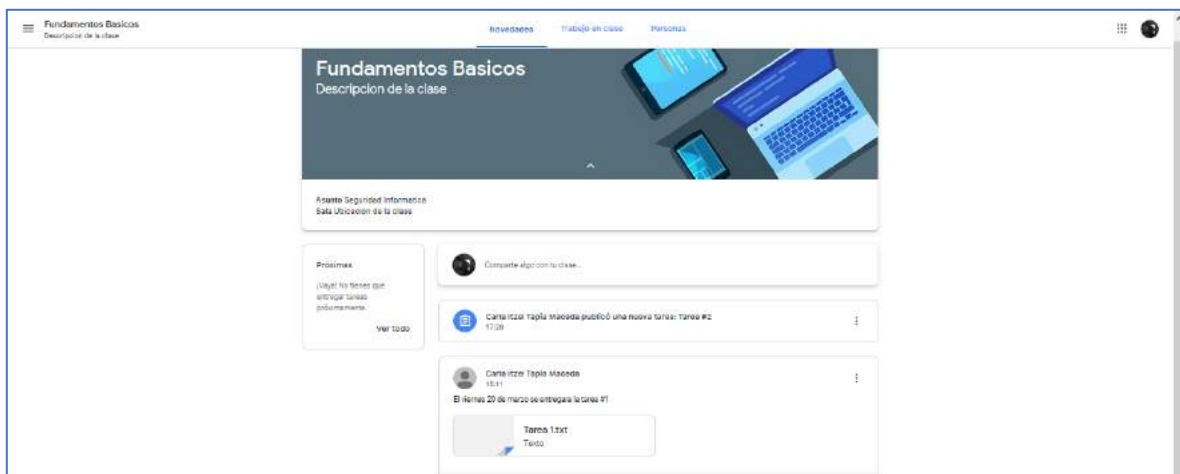 Fundamentos Basicos
Descripcion de la clase
Novedades Trabajo en clase Personas
Fundamentos Basicos
Descripcion de la clase
Asunto Seguridad Informatica
Sala Ubicacion de la clase
Próximas
¡Vaya! No tienes que
entregar tareas
próximamente.
Ver todo
Comparte algo con tu clase...
Carla Itzel Tapia Maceda publicó una nueva tarea: Tarea #2
17:28
Carla Itzel Tapia Maceda
15:11
El viernes 20 de marzo se entregara la tarea #1
Tarea 1.txt
Texto